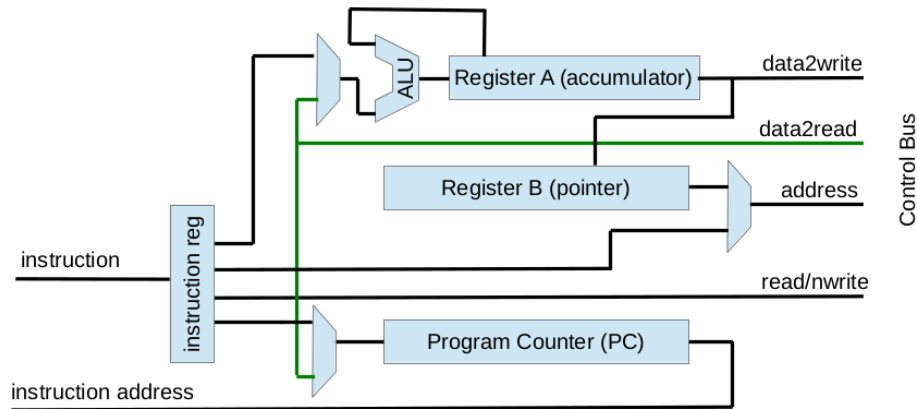 data2write
ALU
Register A (accumulator)
data2read
Control Bus
Register B (pointer)
address
instruction
instruction reg
read/nwrite
Program Counter (PC)
instruction address